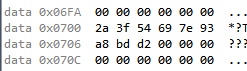 data 0x06FA 00 00 00 00 00 00 ...
data 0x0700 2a 3f 54 69 7e 93 *?T
data 0x0706 a8 bd d2 00 00 00 ???
data 0x070C 00 00 00 00 00 00 ...